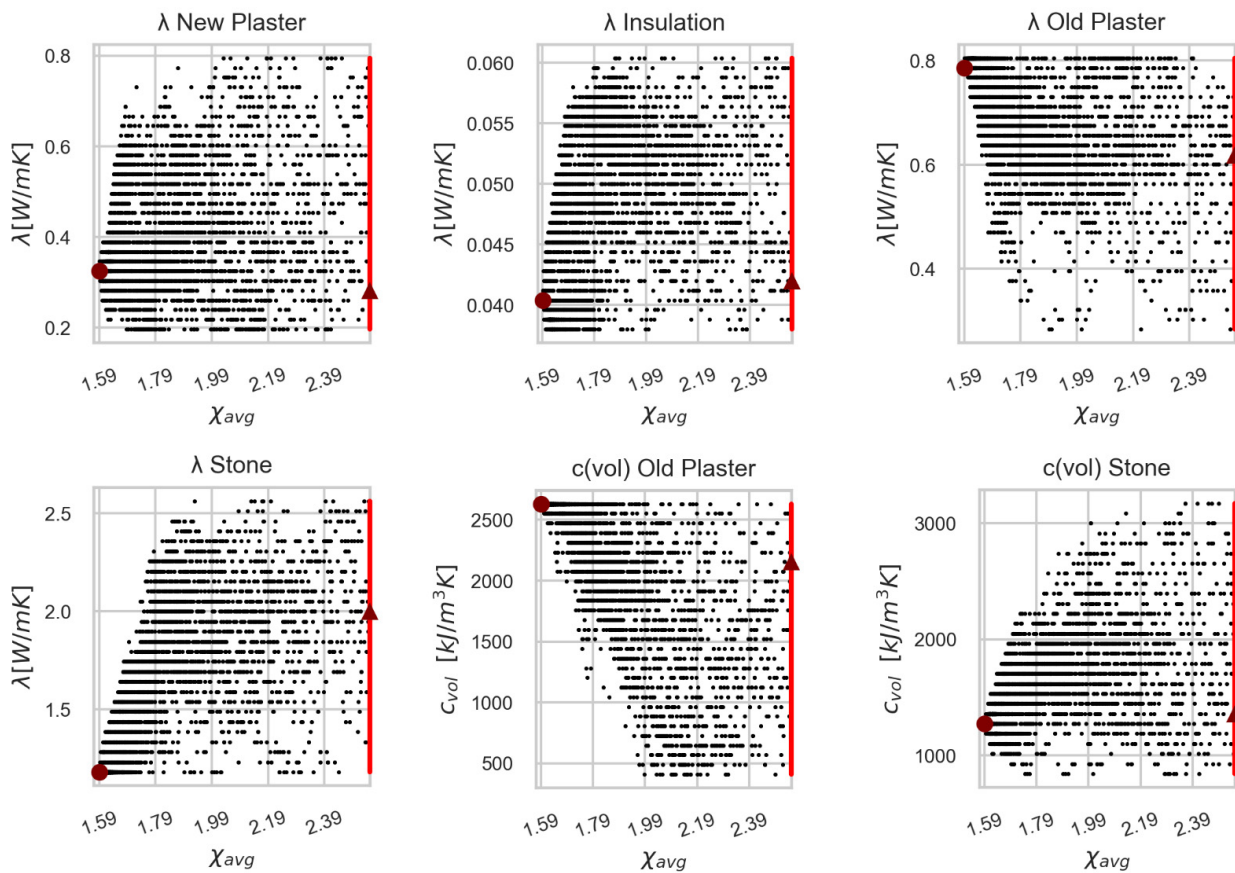 λ New Plaster
λ[W/mK]
0.8
0.6
0.4
0.2
1.59 1.79 1.99 2.19 2.39
χavg
λ Insulation
λ[W/mK]
0.060
0.055
0.050
0.045
0.040
1.59 1.79 1.99 2.19 2.39
χavg
λ Old Plaster
λ[W/mK]
0.8
0.6
0.4
1.59 1.79 1.99 2.19 2.39
χavg
λ Stone
λ[W/mK]
2.5
2.0
1.5
1.59 1.79 1.99 2.19 2.39
χavg
c(vol) Old Plaster
cvol [kJ/m³K]
2500
2000
1500
1000
500
1.59 1.79 1.99 2.19 2.39
χavg
c(vol) Stone
cvol [kJ/m³K]
3000
2000
1000
1.59 1.79 1.99 2.19 2.39
χavg